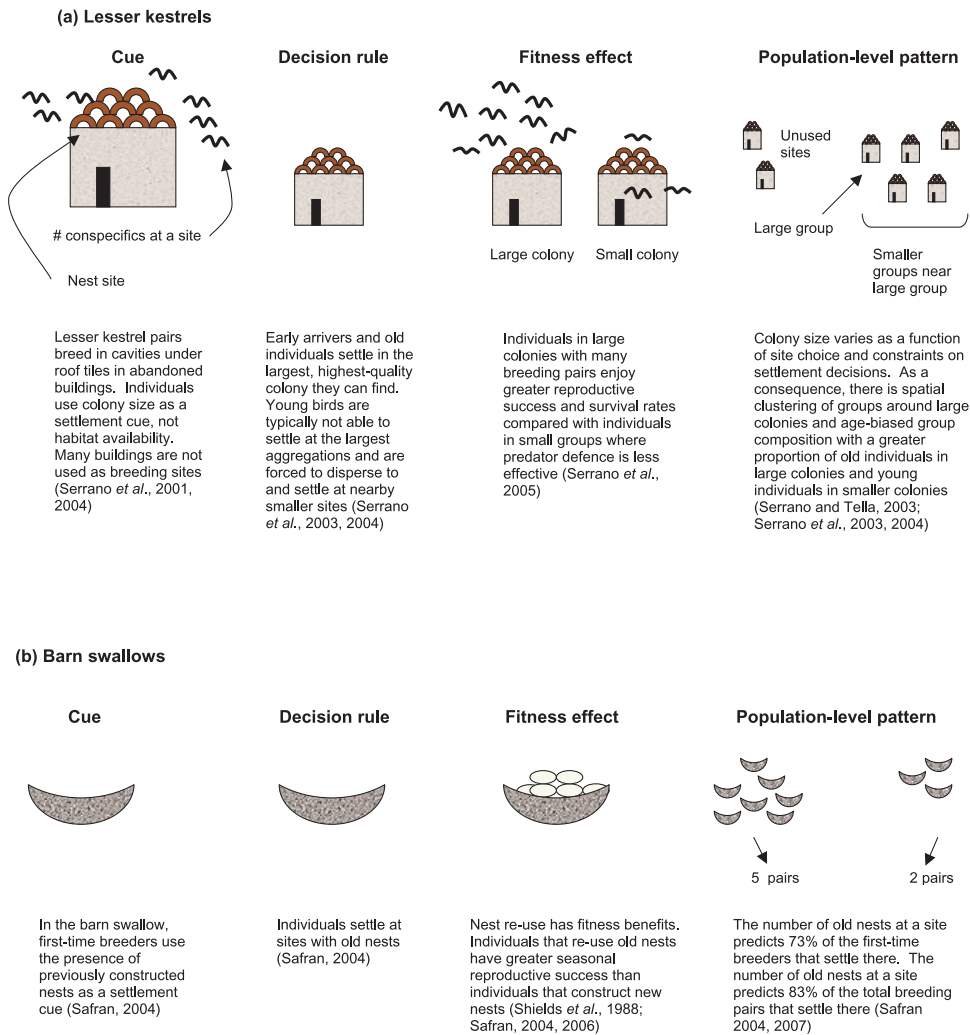 (a) Lesser kestrels
Cue
Decision rule
Fitness effect
Population-level pattern
Unused
sites
# conspecifics at a site
Nest site
Large colony
Small colony
Large group
Smaller
groups near
large group
Lesser kestrel pairs
breed in cavities under
roof tiles in abandoned
buildings. Individuals
use colony size as a
settlement cue, not
habitat availability.
Many buildings are not
used as breeding sites
(Serrano et al., 2001,
2004)
Early arrivers and old
individuals settle in the
largest, highest-quality
colony they can find.
Young birds are
typically not able to
settle at the largest
aggregations and are
forced to disperse to
and settle at nearby
smaller sites (Serrano
et al., 2003, 2004)
Individuals in large
colonies with many
breeding pairs enjoy
greater reproductive
success and survival rates
compared with individuals
in small groups where
predator defence is less
effective (Serrano et al.,
2005)
Colony size varies as a function
of site choice and constraints on
settlement decisions. As a
consequence, there is spatial
clustering of groups around large
colonies and age-biased group
composition with a greater
proportion of old individuals in
large colonies and young
individuals in smaller colonies
(Serrano and Tella, 2003;
Serrano et al., 2003, 2004)
(b) Barn swallows
Cue
Decision rule
Fitness effect
Population-level pattern
5 pairs
2 pairs
In the barn swallow,
first-time breeders use
the presence of
previously constructed
nests as a settlement
cue (Safran, 2004)
Individuals settle at
sites with old nests
(Safran, 2004)
Nest re-use has fitness benefits.
Individuals that re-use old nests
have greater seasonal
reproductive success than
individuals that construct new
nests (Shields et al., 1988;
Safran, 2004, 2006)
The number of old nests at a site
predicts 73% of the first-time
breeders that settle there. The
number of old nests at a site
predicts 83% of the total breeding
pairs that settle there (Safran
2004, 2007)